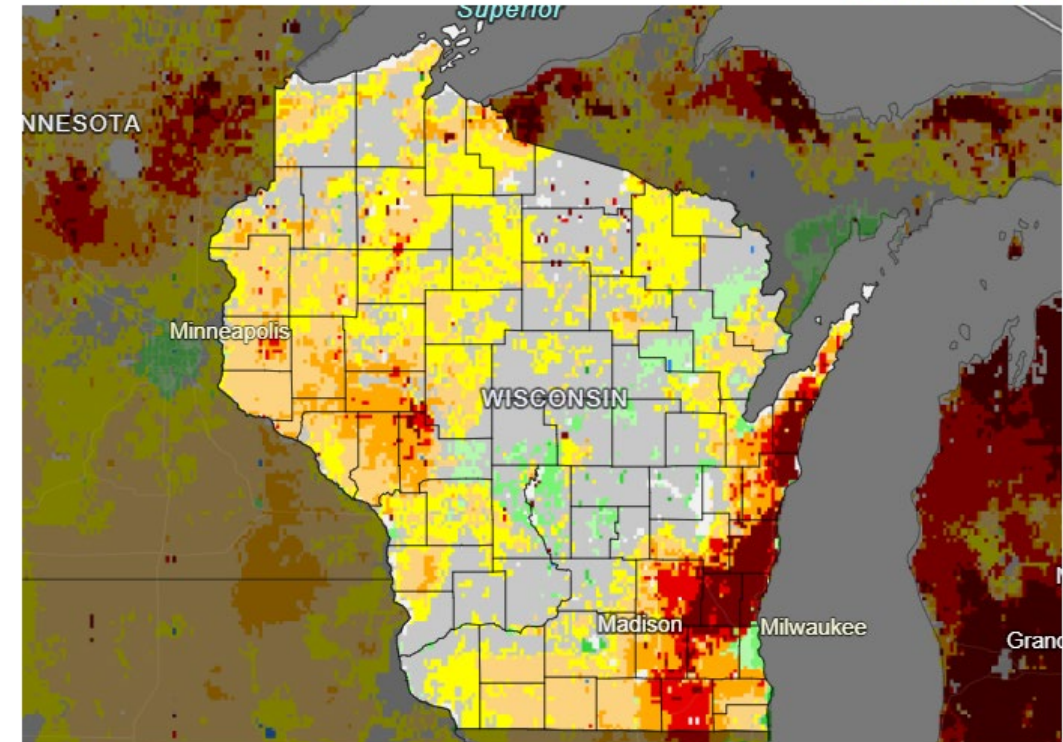 Superior
NNESOTA
Minneapolis
WISCONSIN
Madison
Milwaukee
Grand